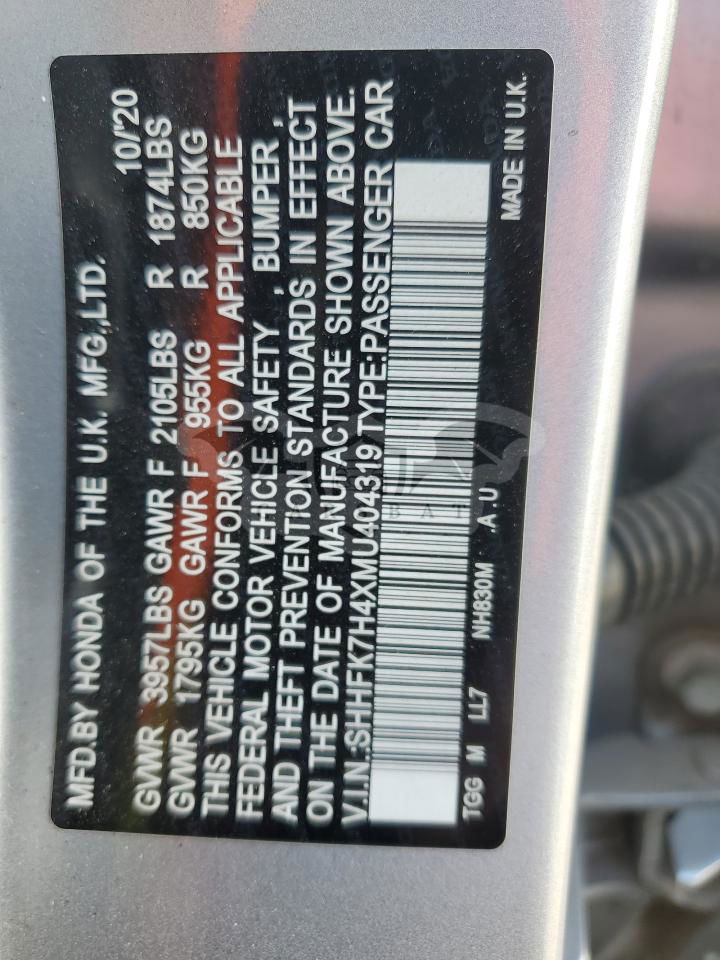 MFD.BY HONDA OF THE U.K. MFG.,LTD. 10/'20
GVWR 3957LBS GAWR F 2105LBS R 1874LBS
GVWR 1795KG GAWR F 955KG R 850KG
THIS VEHICLE CONFORMS TO ALL APPLICABLE
FEDERAL MOTOR VEHICLE SAFETY , BUMPER ,
AND THEFT PREVENTION STANDARDS IN EFFECT
ON THE DATE OF MANUFACTURE SHOWN ABOVE.
V.I.N.:SHHFK7H4XMU404319 TYPE:PASSENGER CAR
TGG M LL7 NH830M .A.U MADE IN U.K.